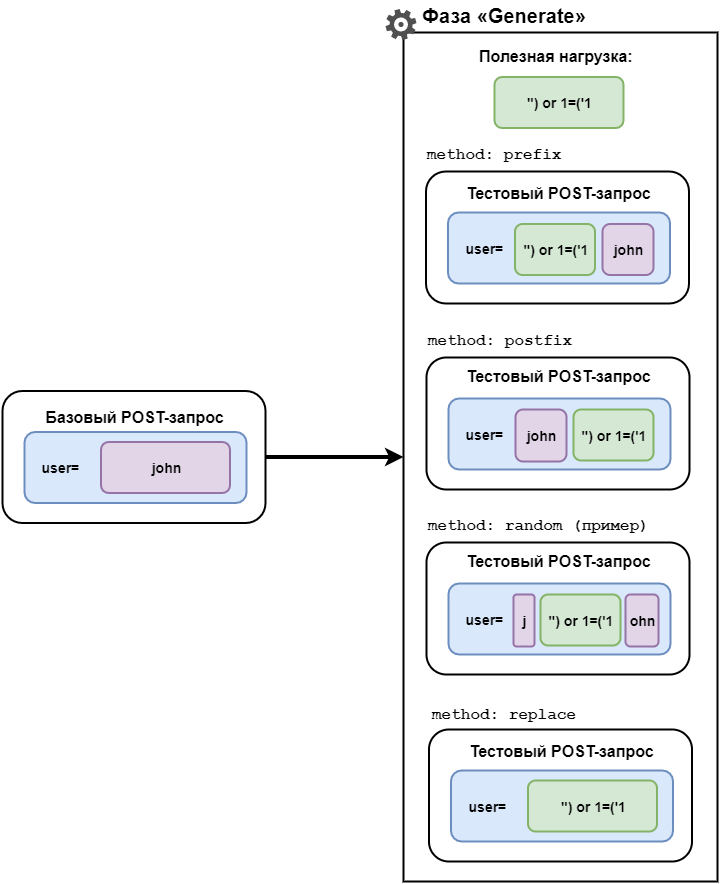 Фаза «Generate»
Полезная нагрузка:
") or 1=('1
method: prefix
Тестовый POST-запрос
user= ") or 1=('1 john
method: postfix
Тестовый POST-запрос
user= john ") or 1=('1
Базовый POST-запрос
user= john
method: random (пример)
Тестовый POST-запрос
user= j ") or 1=('1 ohn
method: replace
Тестовый POST-запрос
user= ") or 1=('1